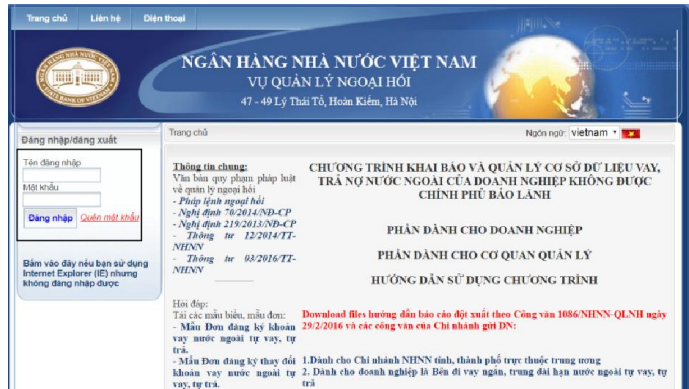 Trang chủ Liên hệ Điện thoại
NGÂN HÀNG NHÀ NƯỚC VIỆT NAM
VỤ QUẢN LÝ NGOẠI HỐI
47 - 49 Lý Thái Tổ, Hoàn Kiếm, Hà Nội
Đăng nhập/đăng xuất
Tên đăng nhập
Mật khẩu
Đăng nhập Quên mật khẩu
Bấm vào đây nếu bạn sử dụng
Internet Explorer (IE) nhưng
không đăng nhập được
Trang chủ Ngôn ngữ: vietnam
Thông tin chung:
Văn bản quy phạm pháp luật
về quản lý ngoại hối
- Pháp lệnh ngoại hối
- Nghị định 70/2014/NĐ-CP
- Nghị định 219/2013/NĐ-CP
- Thông tư 12/2014/TT-
NHNN
- Thông tư 03/2016/TT-
NHNN
Hỏi đáp:
Tải các mẫu biểu, mẫu đơn:
- Mẫu Đơn đăng ký khoản
vay nước ngoài tự vay, tự
trả.
- Mẫu Đơn đăng ký thay đổi
khoản vay nước ngoài tự
vay, tự trả.
CHƯƠNG TRÌNH KHAI BÁO VÀ QUẢN LÝ CƠ SỞ DỮ LIỆU VAY,
TRẢ NỢ NƯỚC NGOÀI CỦA DOANH NGHIỆP KHÔNG ĐƯỢC
CHÍNH PHỦ BẢO LÃNH
PHẦN DÀNH CHO DOANH NGHIỆP
PHẦN DÀNH CHO CƠ QUAN QUẢN LÝ
HƯỚNG DẪN SỬ DỤNG CHƯƠNG TRÌNH
Download files hướng dẫn báo cáo đột xuất theo Công văn 1086/NHNN-QLNH ngày
29/2/2016 và các công văn của Chi nhánh gửi DN:
1.Dành cho Chi nhánh NHNN tỉnh, thành phố trực thuộc trung ương
2. Dành cho doanh nghiệp là Bên đi vay ngắn, trung dài hạn nước ngoài tự vay, tự
trả